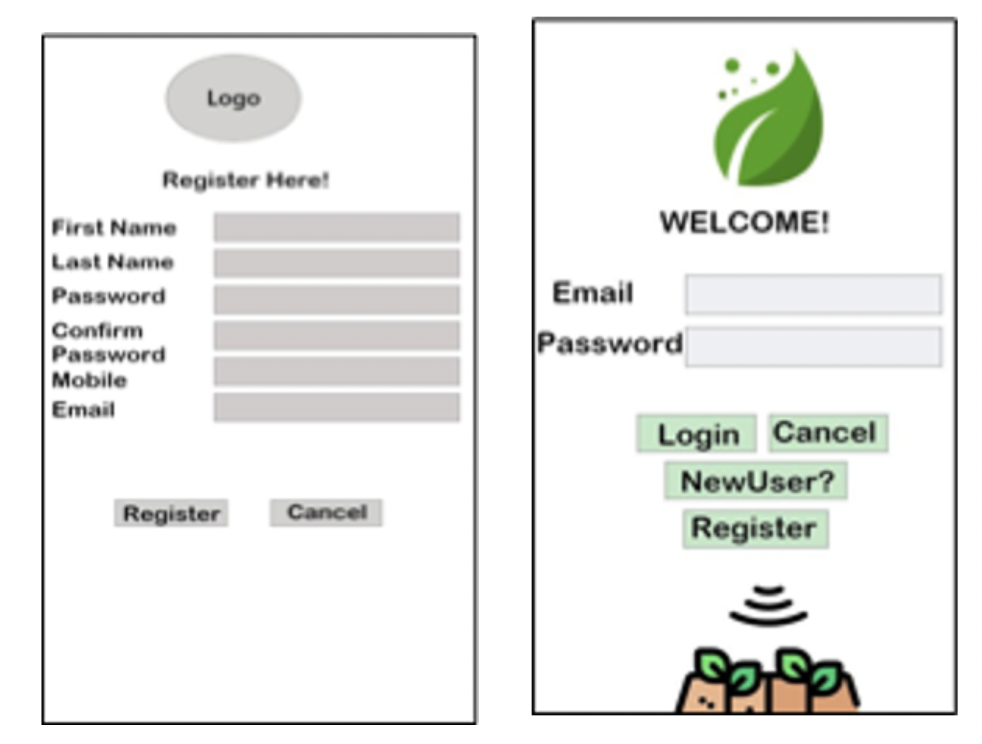 Logo
Register Here!
First Name
Last Name
Password
Confirm
Password
Mobile
Email
Register Cancel
WELCOME!
Email
Password
Login Cancel
NewUser?
Register